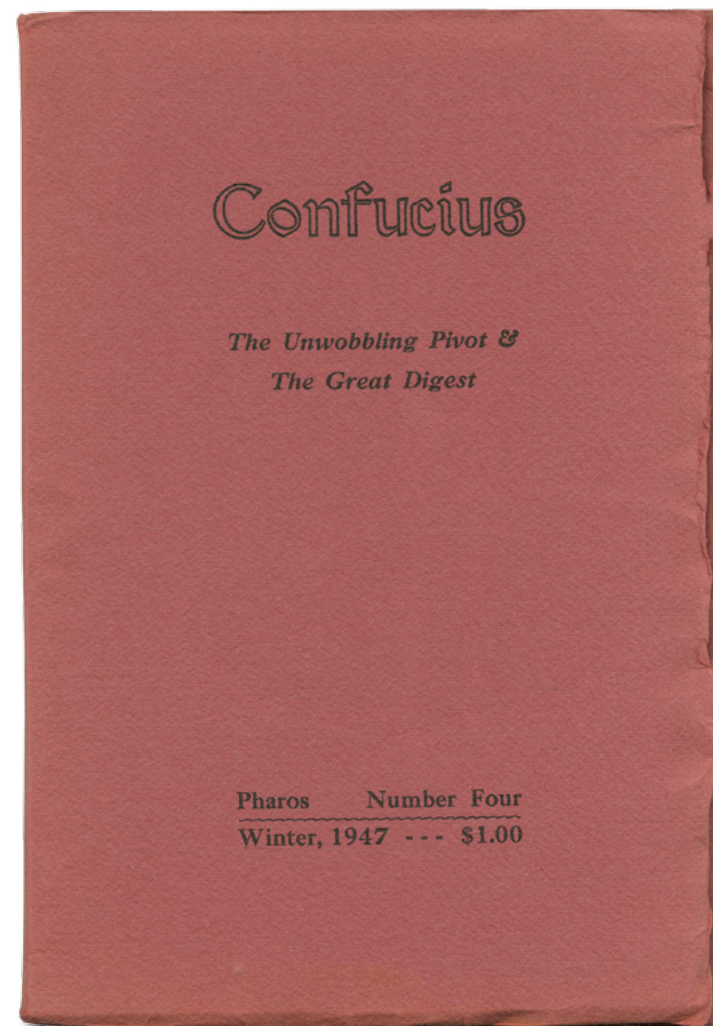 Confucius
The Unwobbling Pivot &
The Great Digest
Pharos Number Four
Winter, 1947 --- $1.00